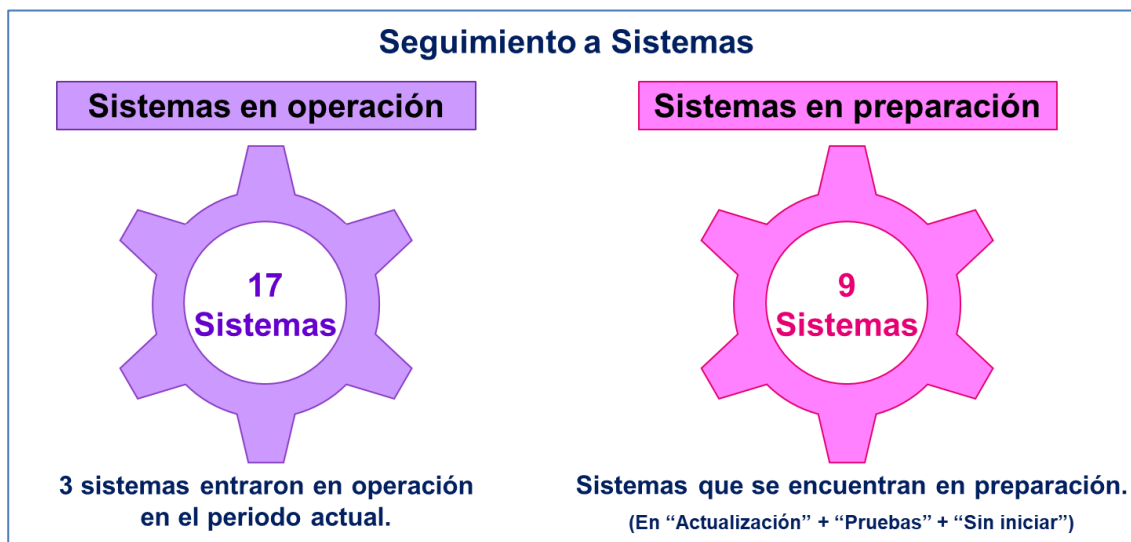 Seguimiento a Sistemas
Sistemas en operación
Sistemas en preparación
17
Sistemas
9
Sistemas
3 sistemas entraron en operación
en el periodo actual.
Sistemas que se encuentran en preparación.
(En “Actualización” + “Pruebas” + “Sin iniciar”)